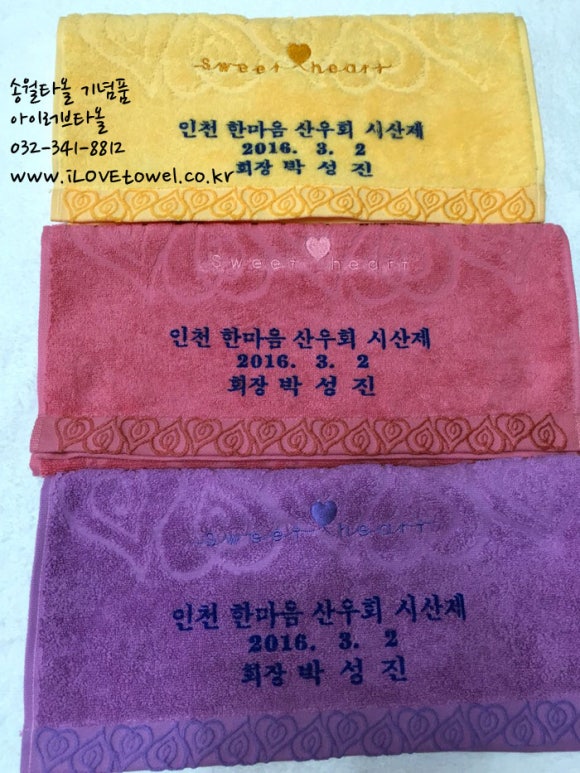 송월타올 기념품
아이러브타올
032-341-8812
www.iLOVEtowel.co.kr
Sweet heart
인천 한마음 산우회 시산제
2016. 3. 2
회장 박 성 진
Sweet heart
인천 한마음 산우회 시산제
2016. 3. 2
회장 박 성 진
sweet heart
인천 한마음 산우회 시산제
2016. 3. 2
회장 박 성 진